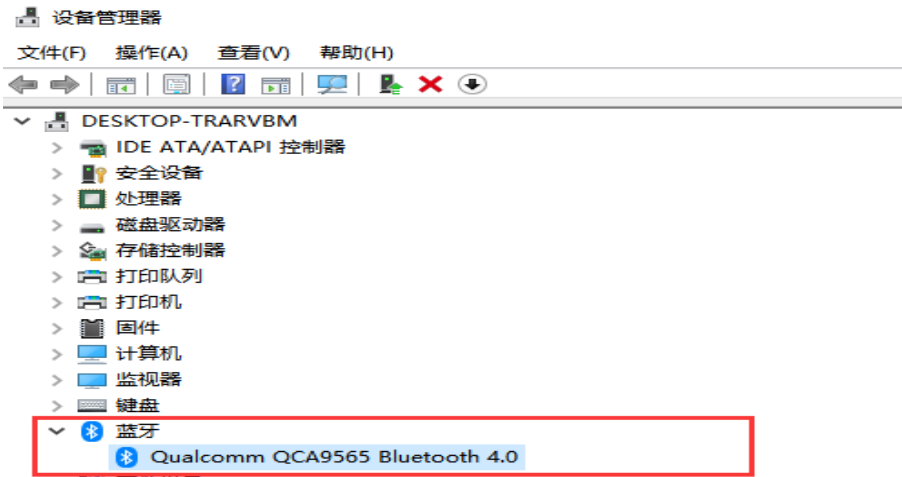 设备管理器
文件(F) 操作(A) 查看(V) 帮助(H)
DESKTOP-TRARVBM
IDE ATA/ATAPI 控制器
安全设备
处理器
磁盘驱动器
存储控制器
打印队列
打印机
固件
计算机
监视器
键盘
蓝牙
Qualcomm QCA9565 Bluetooth 4.0